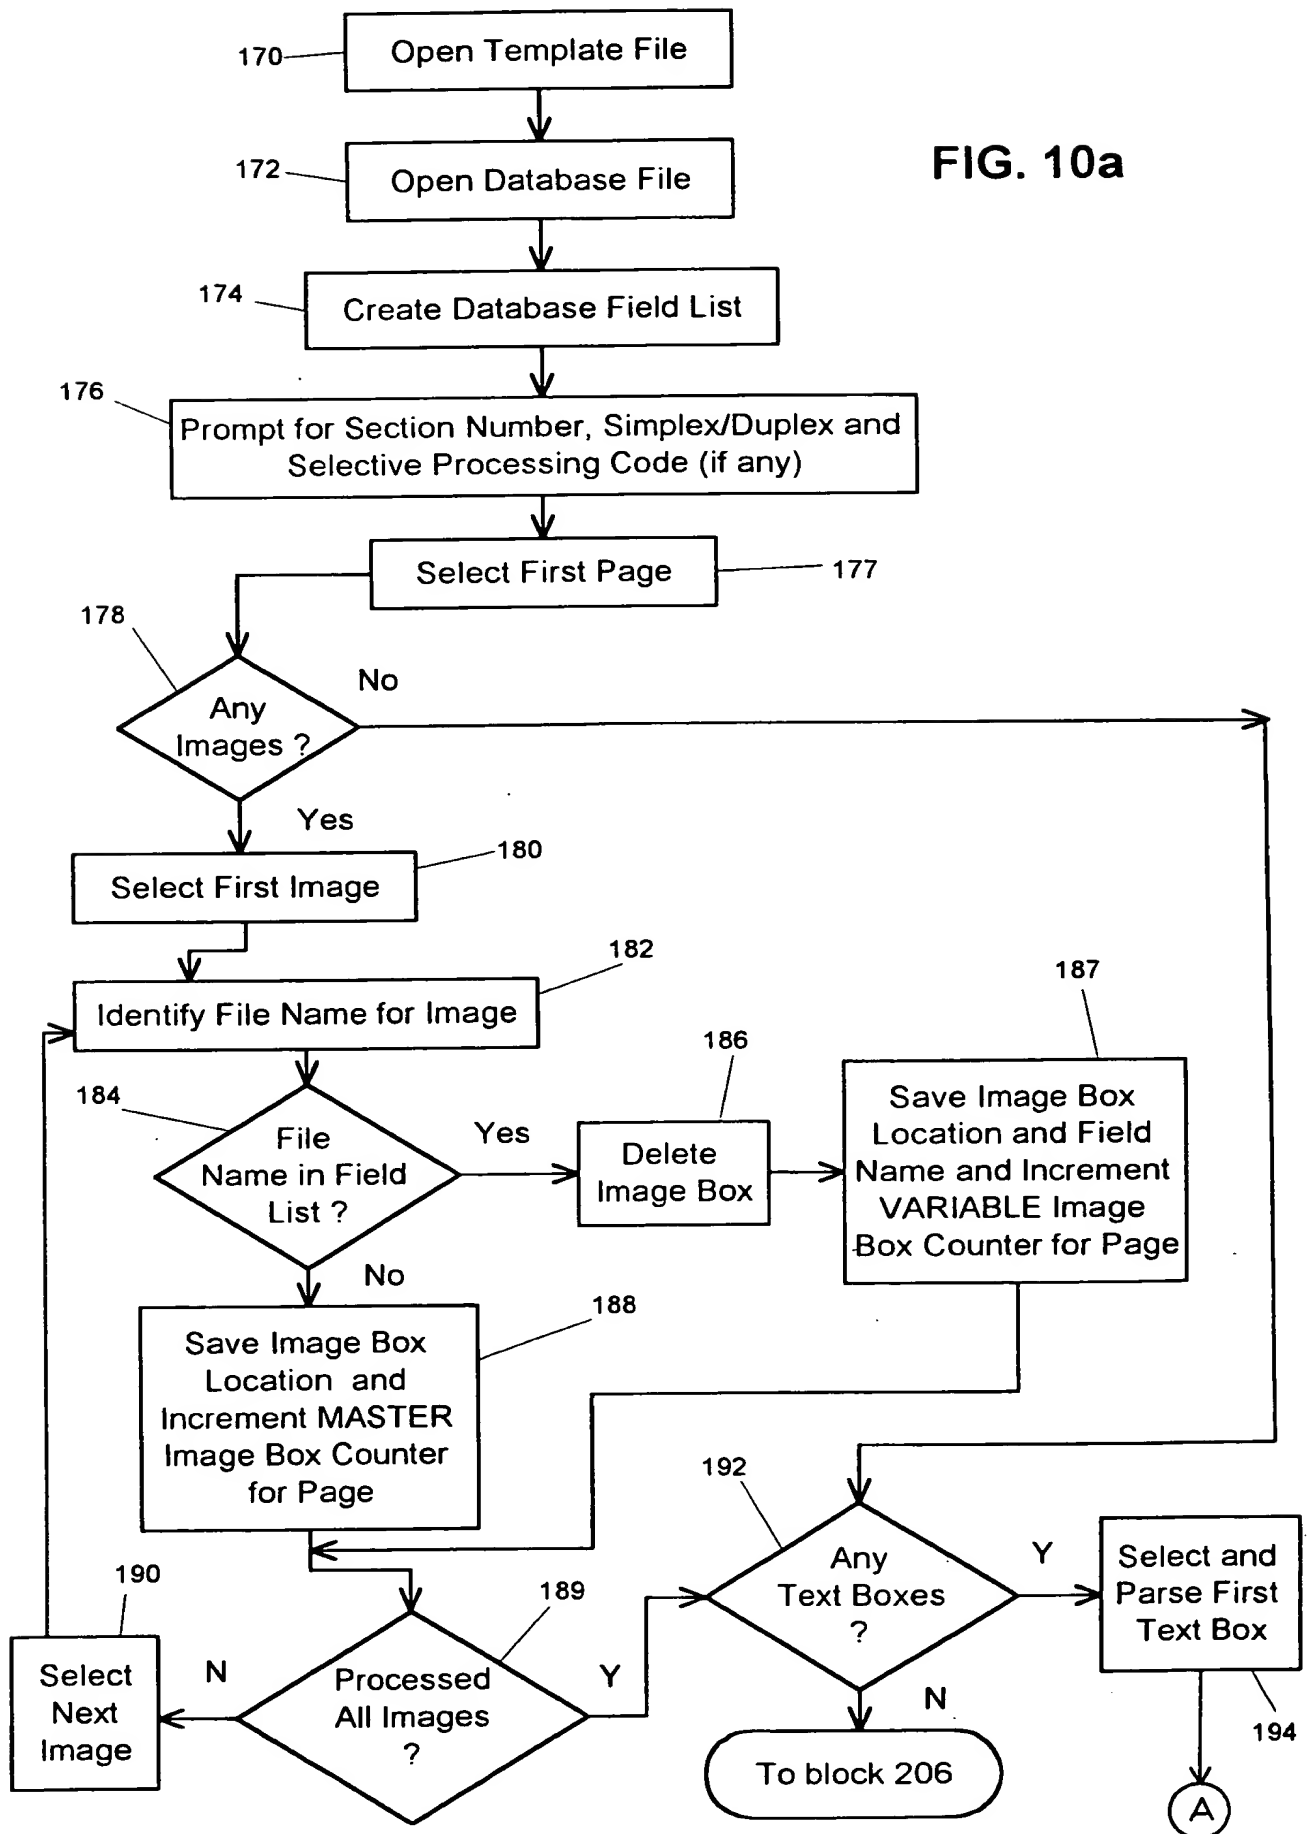 170
Open Template File
FIG. 10a
172
Open Database File
174
Create Database Field List
176
Prompt for Section Number, Simplex/Duplex and
Selective Processing Code (if any)
Select First Page
177
178
No
Any
Images ?
Yes
180
Select First Image
182
Identify File Name for Image
184
File
Name in Field
List ?
Yes
186
Delete
Image Box
187
Save Image Box
Location and Field
Name and Increment
VARIABLE Image
Box Counter for Page
No
188
Save Image Box
Location and
Increment MASTER
Image Box Counter
for Page
190
Select
Next
Image
N
189
Processed
All Images
?
Y
192
Any
Text Boxes
?
Y
Select and
Parse First
Text Box
194
N
To block 206
A